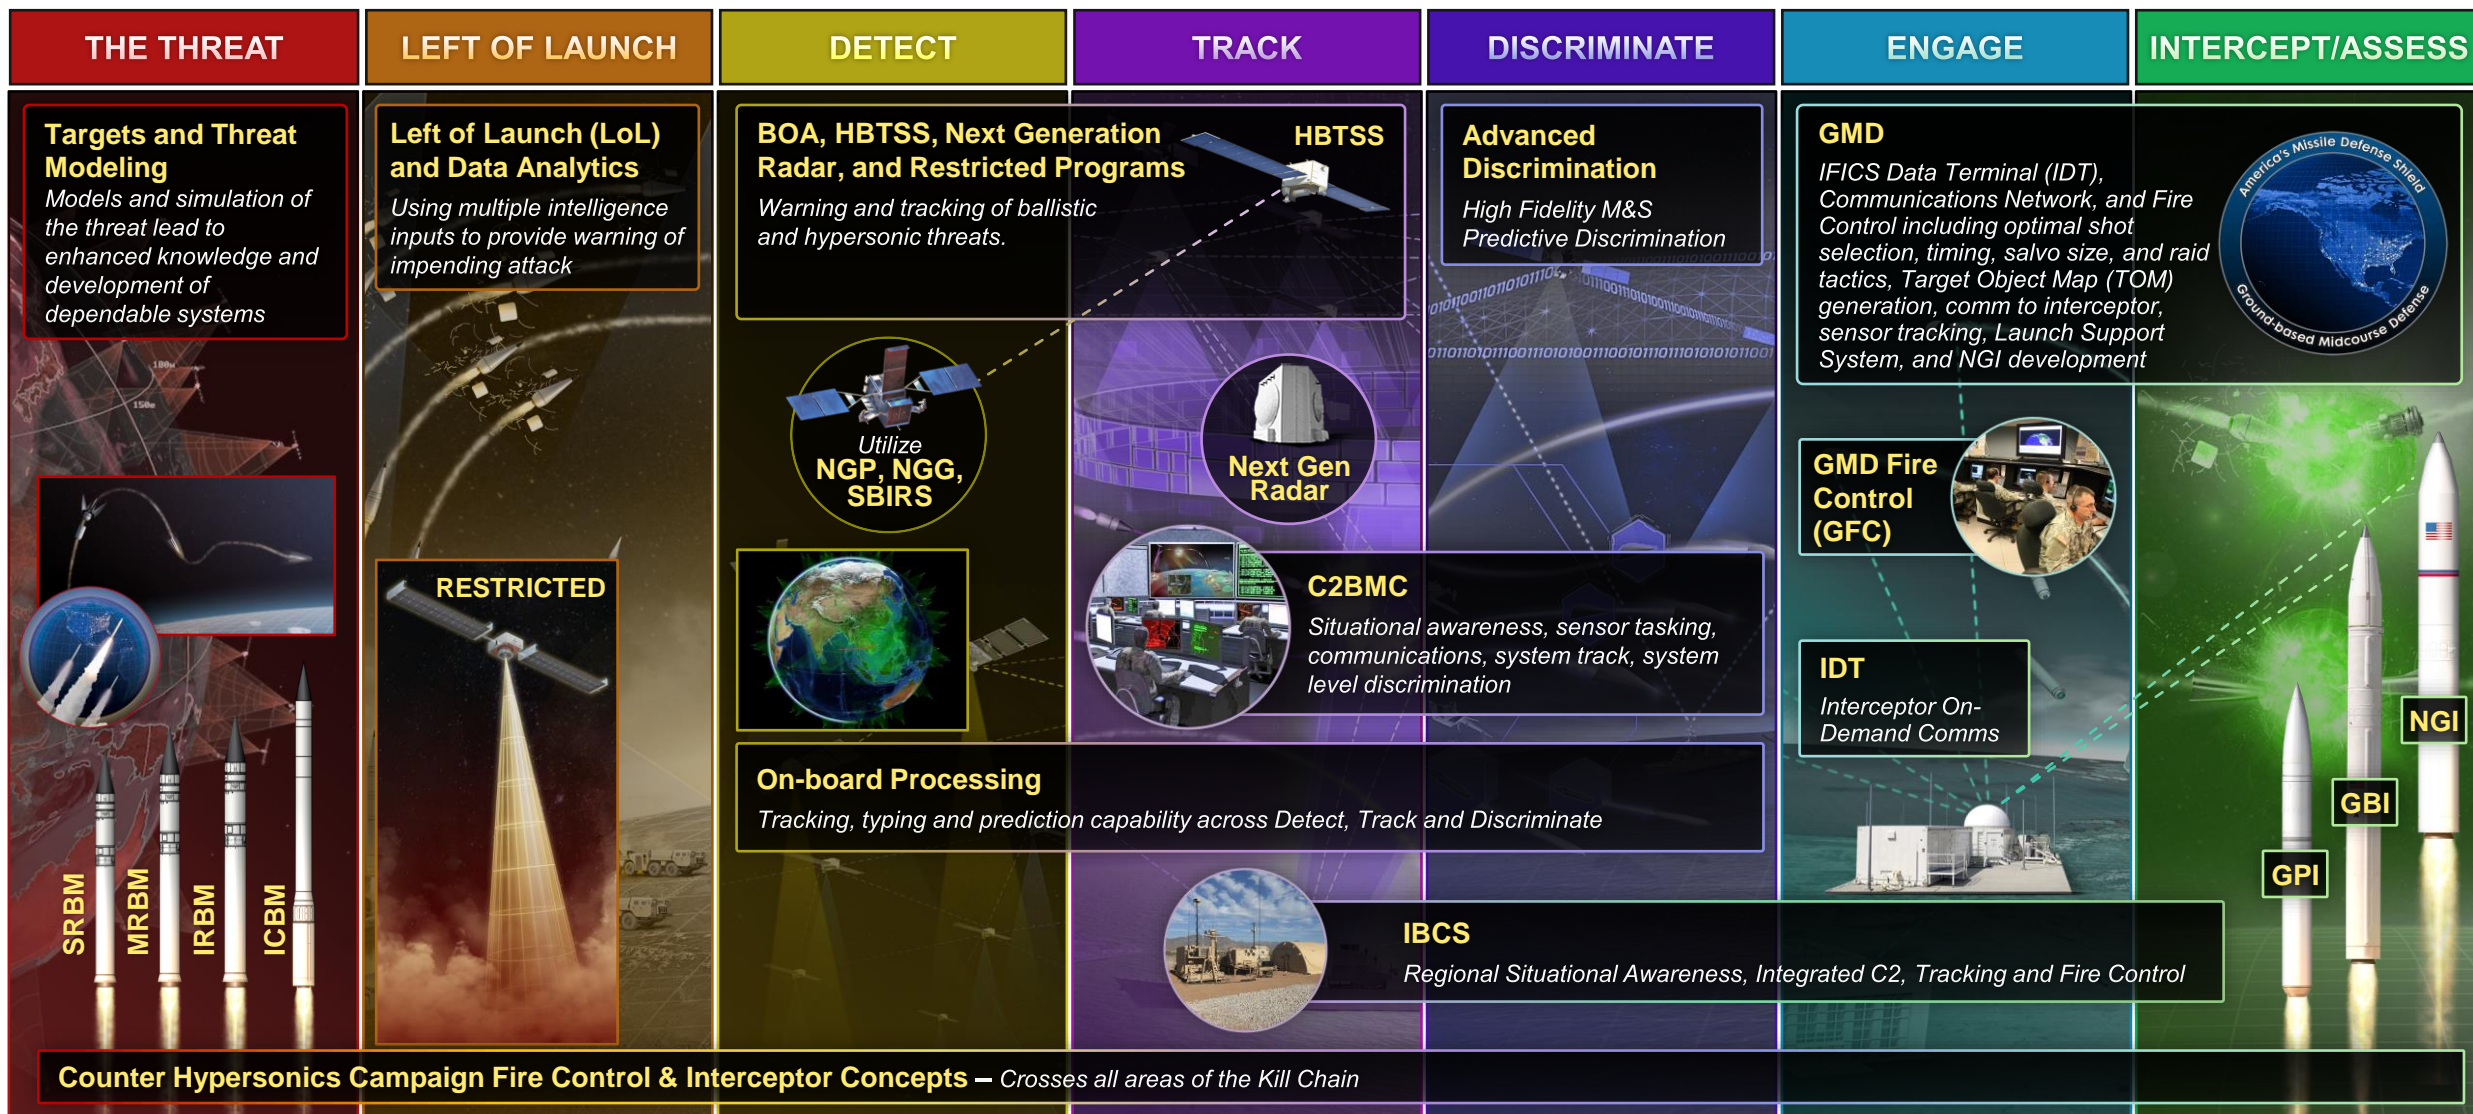 THE THREAT
LEFT OF LAUNCH
DETECT
TRACK
DISCRIMINATE
ENGAGE
INTERCEPT/ASSESS
Targets and Threat
Modeling
Models and simulation of
the threat lead to
enhanced knowledge and
development of
dependable systems
180w
150e
SRBM
MRBM
IRBM
ICBM
Left of Launch (LoL)
and Data Analytics
Using multiple intelligence
inputs to provide warning of
impending attack
RESTRICTED
BOA, HBTSS, Next Generation
Radar, and Restricted Programs
Warning and tracking of ballistic
and hypersonic threats.
HBTSS
Utilize
NGP, NGG,
SBIRS
Next Gen
Radar
Advanced
Discrimination
High Fidelity M&S
Predictive Discrimination
C2BMC
Situational awareness, sensor tasking,
communications, system track, system
level discrimination
On-board Processing
Tracking, typing and prediction capability across Detect, Track and Discriminate
GMD
IFICS Data Terminal (IDT),
Communications Network, and Fire
Control including optimal shot
selection, timing, salvo size, and raid
tactics, Target Object Map (TOM)
generation, comm to interceptor,
sensor tracking, Launch Support
System, and NGI development
America's Missile Defense Shield
Ground-based Midcourse Defense
GMD Fire
Control
(GFC)
IDT
Interceptor On-
Demand Comms
NGI
GBI
GPI
IBCS
Regional Situational Awareness, Integrated C2, Tracking and Fire Control
Counter Hypersonics Campaign Fire Control & Interceptor Concepts – Crosses all areas of the Kill Chain